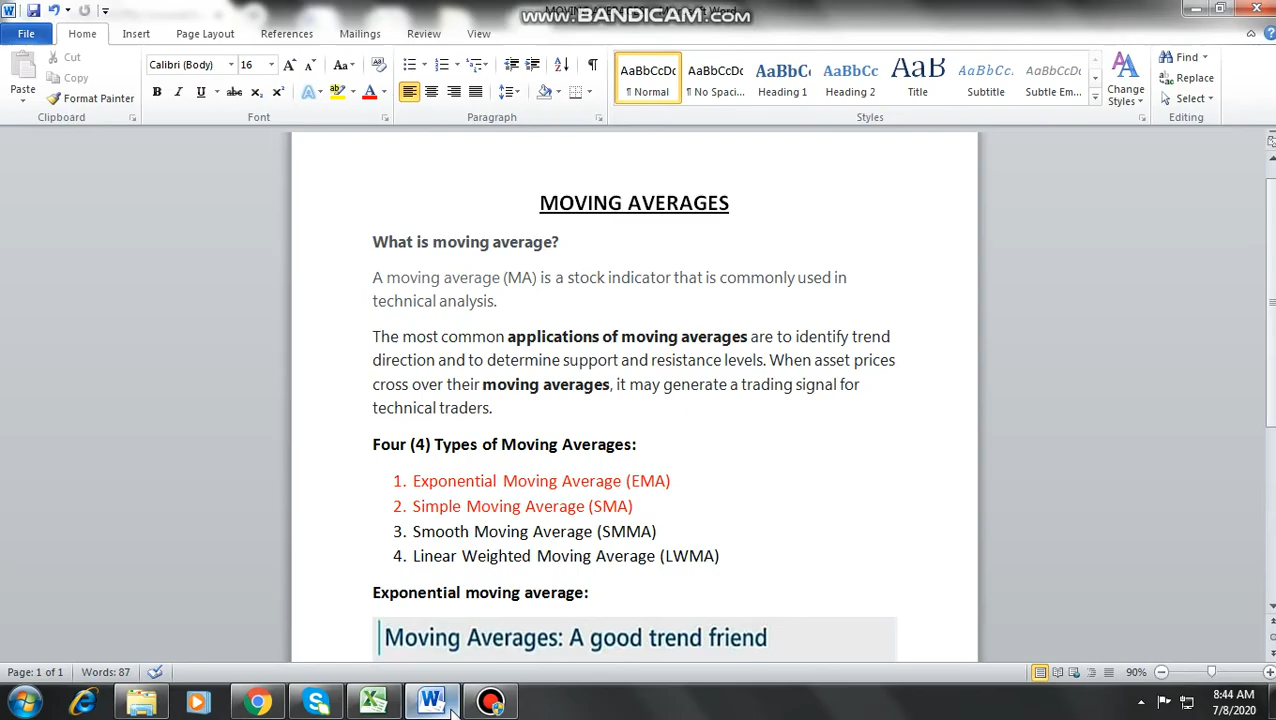 www.BANDICAM.com
File
Home
Insert
Page Layout
References
Mailings
Review
View
Paste
Cut
Copy
Format Painter
Clipboard
Calibri (Body)
16
Font
Paragraph
AaBbCcDc
¶ Normal
AaBbCcDc
¶ No Spaci...
AaBbC
Heading 1
AaBbCc
Heading 2
AaB
Title
AaBbCc.
Subtitle
AaBbCcDc
Subtle Em...
Change
Styles
Styles
Find
Replace
Select
Editing
MOVING AVERAGES
What is moving average?
A moving average (MA) is a stock indicator that is commonly used in
technical analysis.
The most common applications of moving averages are to identify trend
direction and to determine support and resistance levels. When asset prices
cross over their moving averages, it may generate a trading signal for
technical traders.
Four (4) Types of Moving Averages:
1. Exponential Moving Average (EMA)
2. Simple Moving Average (SMA)
3. Smooth Moving Average (SMMA)
4. Linear Weighted Moving Average (LWMA)
Exponential moving average:
Moving Averages: A good trend friend
Page: 1 of 1
Words: 87
90%
8:44 AM
7/8/2020